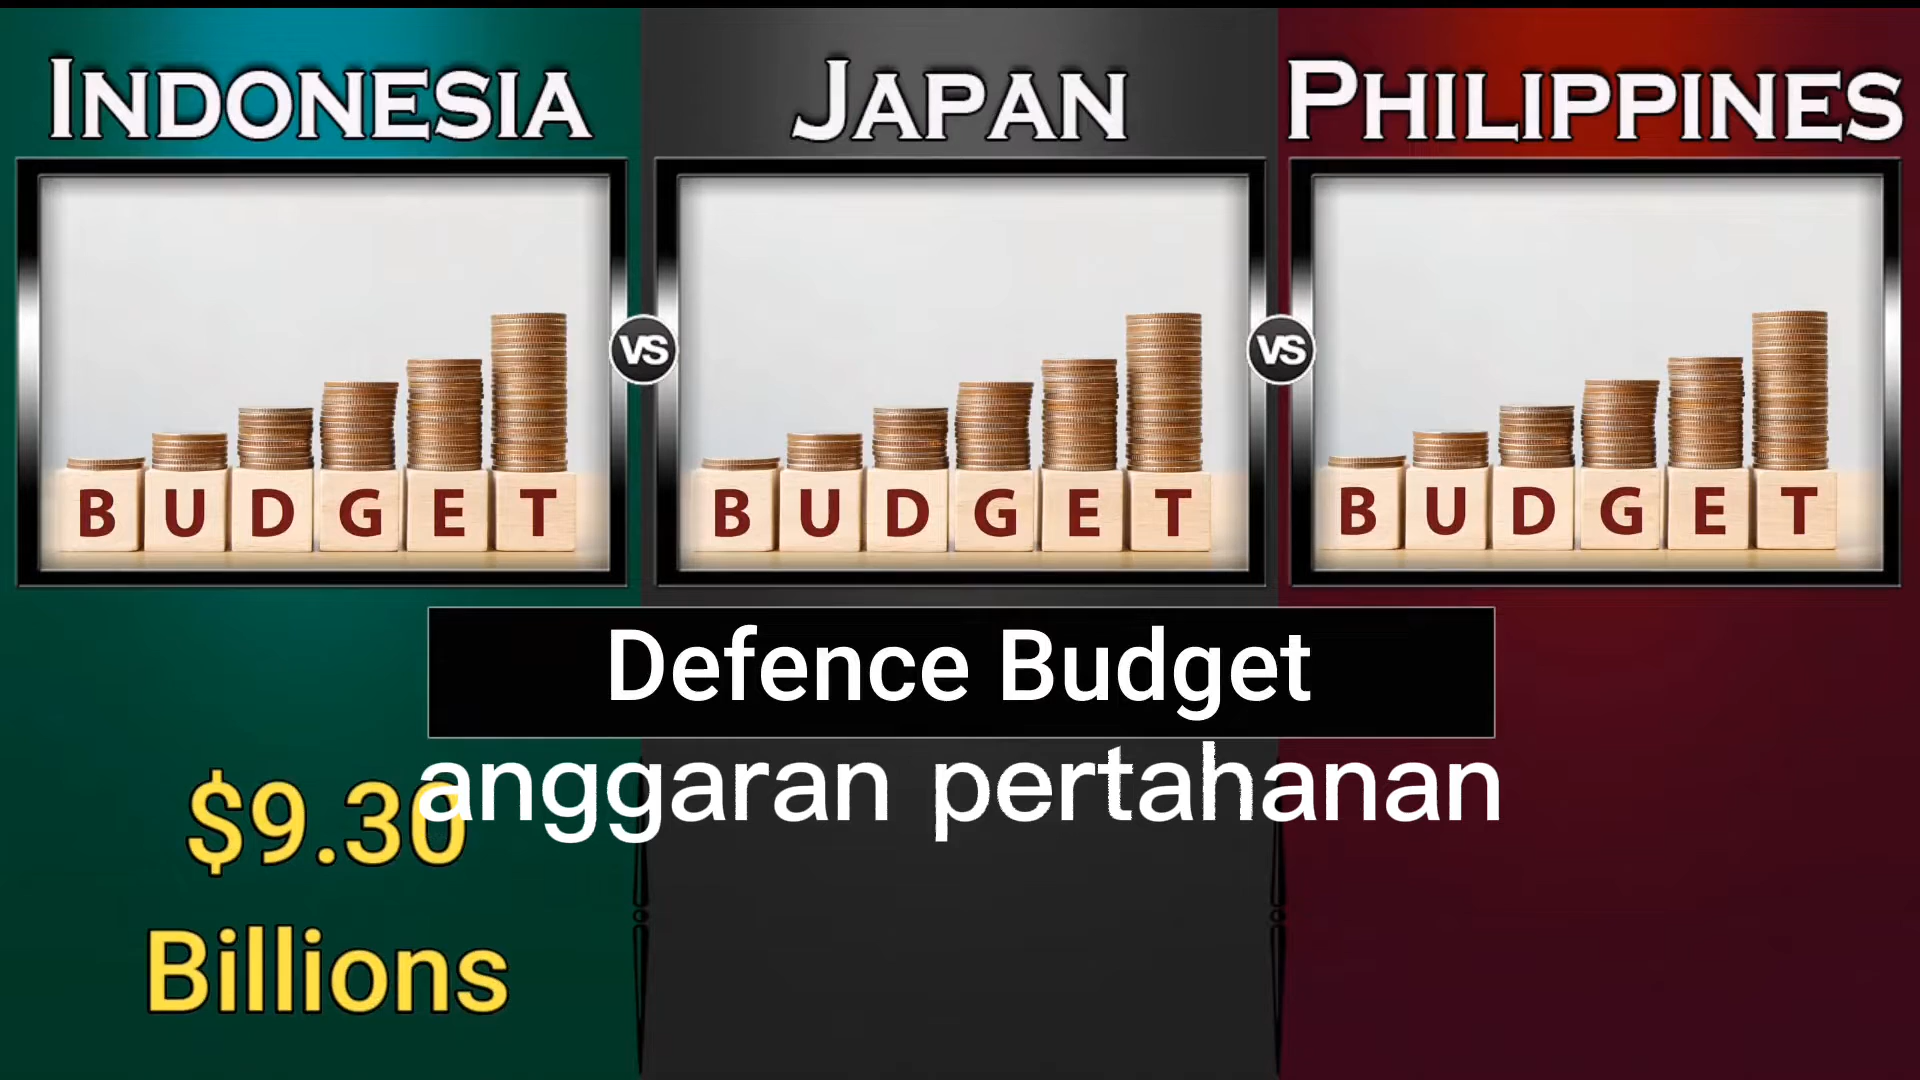 INDONESIA
JAPAN
PHILIPPINES
VS
VS
BUDGET
BUDGET
BUDGET
Defence Budget
anggaran pertahanan
$9.30
Billions